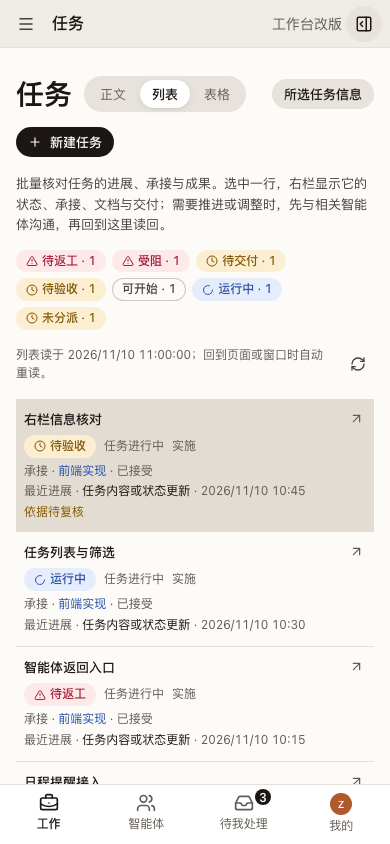 任务
工作台改版
任务
正文
列表
表格
所选任务信息
+ 新建任务
批量核对任务的进展、承接与成果。选中一行，右栏显示它的
状态、承接、文档与交付；需要推进或调整时，先与相关智能
体沟通，再回到这里读回。
待返工 · 1
受阻 · 1
待交付 · 1
待验收 · 1
可开始 · 1
运行中 · 1
未分派 · 1
列表读于 2026/11/10 11:00:00；回到页面或窗口时自动
重读。
右栏信息核对
待验收 任务进行中 实施
承接 · 前端实现 · 已接受
最近进展 · 任务内容或状态更新 · 2026/11/10 10:45
依据待复核
任务列表与筛选
运行中 任务进行中 实施
承接 · 前端实现 · 已接受
最近进展 · 任务内容或状态更新 · 2026/11/10 10:30
智能体返回入口
待返工 任务进行中 实施
承接 · 前端实现 · 已接受
最近进展 · 任务内容或状态更新 · 2026/11/10 10:15
日程提醒接入
工作
智能体
3
待我处理
z
我的